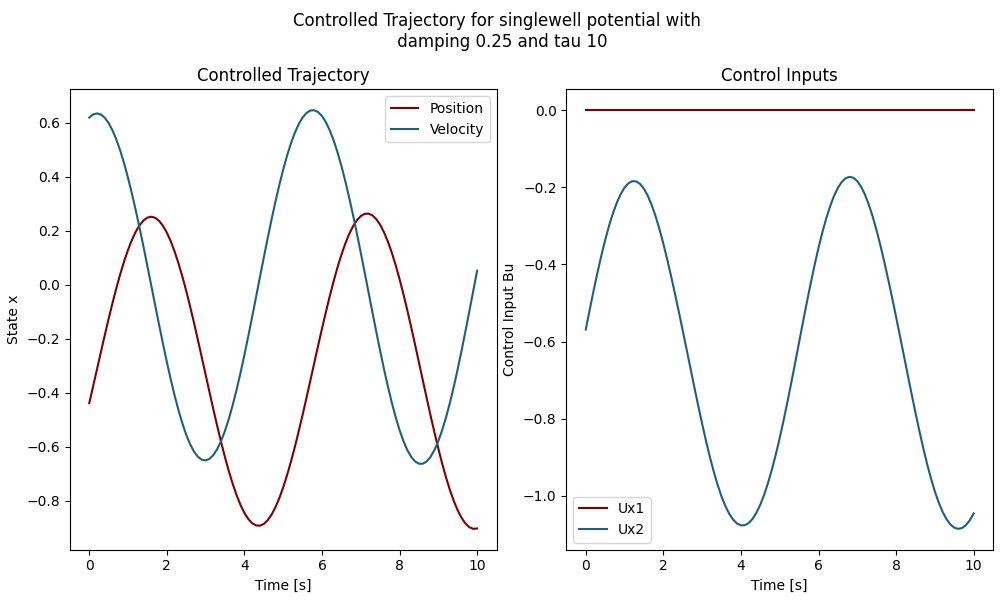 Controlled Trajectory for singlewell potential with
damping 0.25 and tau 10
Controlled Trajectory
Position
Velocity
0.6
0.4
0.2
0.0
−0.2
−0.4
−0.6
−0.8
State x
0
2
4
6
8
10
Time [s]
Control Inputs
0.0
−0.2
−0.4
−0.6
−0.8
−1.0
Control Input Bu
Ux1
Ux2
0
2
4
6
8
10
Time [s]